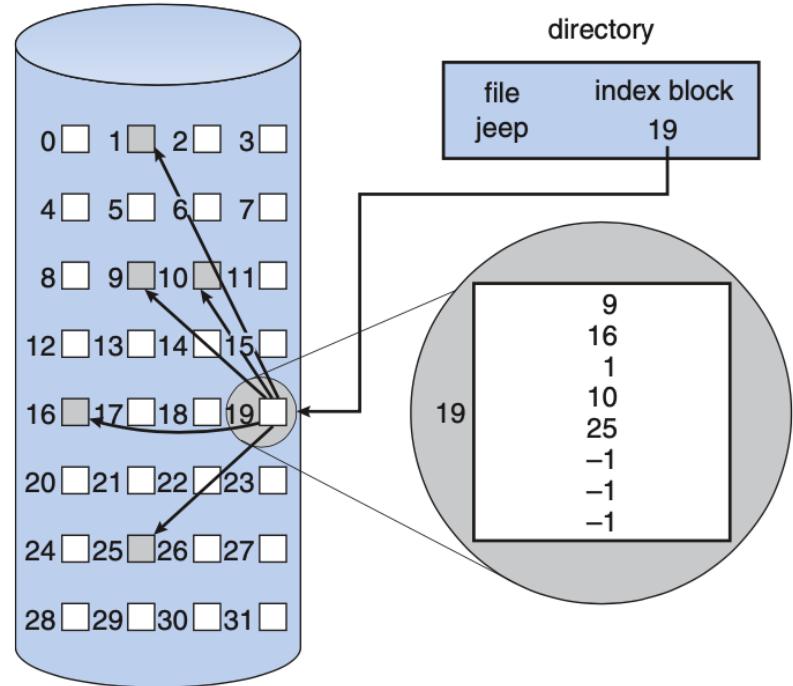 directory
file index block
jeep 19
0 1 2 3
4 5 6 7
8 9 10 11
12 13 14 15
16 17 18 19
20 21 22 23
24 25 26 27
28 29 30 31
19
9
16
1
10
25
–1
–1
–1